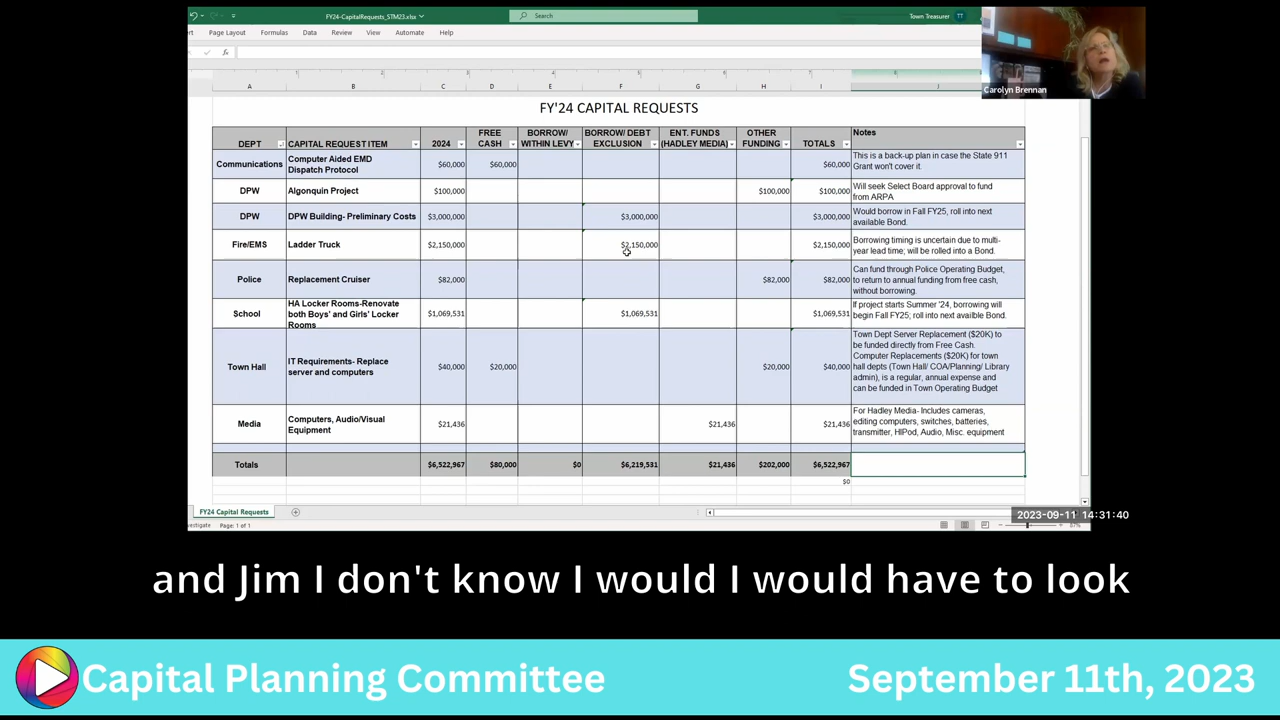 FY24-CapitalRequests_STM23.xlsx
Search
Town Treasurer
TT
Page Layout Formulas Data Review View Automate Help
fx
Carolyn Brennan
A B C D E F G H I J
FY'24 CAPITAL REQUESTS
DEPT CAPITAL REQUEST ITEM 2024 FREE CASH BORROW/ WITHIN LEVY BORROW/ DEBT EXCLUSION ENT. FUNDS (HADLEY MEDIA) OTHER FUNDING TOTALS Notes
Communications Computer Aided EMD Dispatch Protocol $60,000 $60,000 $60,000 This is a back-up plan in case the State 911
Grant won't cover it.
DPW Algonquin Project $100,000 $100,000 $100,000 Will seek Select Board approval to fund
from ARPA
DPW DPW Building- Preliminary Costs $3,000,000 $3,000,000 $3,000,000 Would borrow in Fall FY25, roll into next
available Bond.
Fire/EMS Ladder Truck $2,150,000 $2,150,000 $2,150,000 Borrowing timing is uncertain due to multi-
year lead time; will be rolled into a Bond.
Police Replacement Cruiser $82,000 $82,000 $82,000 Can fund through Police Operating Budget,
to return to annual funding from free cash,
without borrowing.
School HA Locker Rooms-Renovate both Boys' and Girls' Locker Rooms $1,069,531 $1,069,531 $1,069,531 If project starts Summer '24, borrowing will
begin Fall FY25; roll into next availble Bond.
Town Hall IT Requirements- Replace server and computers $40,000 $20,000 $20,000 $40,000 Town Dept Server Replacement ($20K) to
be funded directly from Free Cash.
Computer Replacements ($20K) for town
hall depts (Town Hall/ COA/Planning/ Library
admin), is a regular, annual expense and
can be funded in Town Operating Budget
Media Computers, Audio/Visual Equipment $21,436 $21,436 $21,436 For Hadley Media- Includes cameras,
editing computers, switches, batteries,
transmitter, HIPod, Audio, Misc. equipment
Totals $6,522,967 $80,000 $0 $6,219,531 $21,436 $202,000 $6,522,967
$0
FY24 Capital Requests
2023-09-11 14:31:40
Page: 1 of 1
57%
and Jim I don't know I would I would have to look
Capital Planning Committee
September 11th, 2023